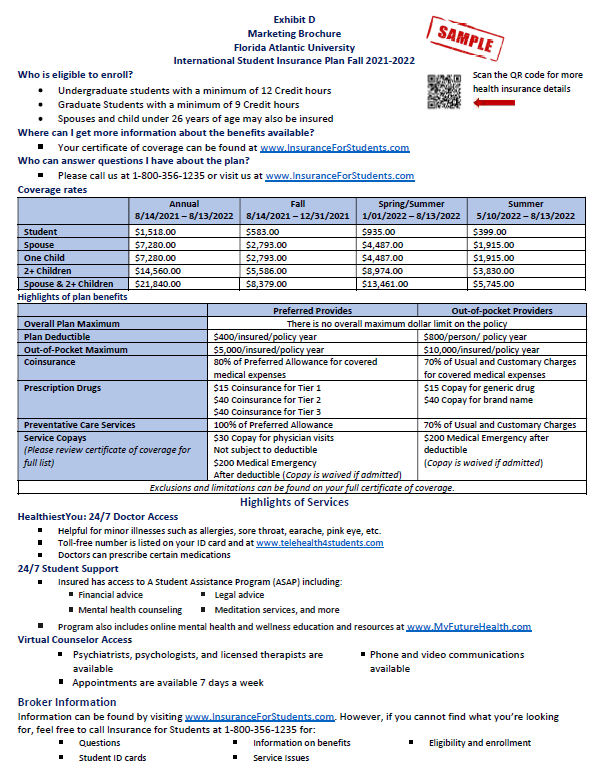 Exhibit D
Marketing Brochure
Florida Atlantic University
International Student Insurance Plan Fall 2021-2022
SAMPLE
Scan the QR code for more
health insurance details
Who is eligible to enroll?
• Undergraduate students with a minimum of 12 Credit hours
• Graduate Students with a minimum of 9 Credit hours
• Spouses and child under 26 years of age may also be insured
Where can I get more information about the benefits available?
▪ Your certificate of coverage can be found at www.InsuranceForStudents.com
Who can answer questions I have about the plan?
▪ Please call us at 1-800-356-1235 or visit us at www.InsuranceForStudents.com
Coverage rates
Annual Fall Spring/Summer Summer
8/14/2021 – 8/13/2022 8/14/2021 – 12/31/2021 1/01/2022 – 8/13/2022 5/10/2022 – 8/13/2022
Student $1,518.00 $583.00 $935.00 $399.00
Spouse $7,280.00 $2,793.00 $4,487.00 $1,915.00
One Child $7,280.00 $2,793.00 $4,487.00 $1,915.00
2+ Children $14,560.00 $5,586.00 $8,974.00 $3,830.00
Spouse & 2+ Children $21,840.00 $8,379.00 $13,461.00 $5,745.00
Highlights of plan benefits
Preferred Provides Out-of-pocket Providers
Overall Plan Maximum There is no overall maximum dollar limit on the policy
Plan Deductible $400/insured/policy year $800/person/ policy year
Out-of-Pocket Maximum $5,000/insured/policy year $10,000/insured/policy year
Coinsurance 80% of Preferred Allowance for covered 70% of Usual and Customary Charges
medical expenses for covered medical expenses
Prescription Drugs $15 Coinsurance for Tier 1 $15 Copay for generic drug
$40 Coinsurance for Tier 2 $40 Copay for brand name
$40 Coinsurance for Tier 3
Preventative Care Services 100% of Preferred Allowance 70% of Usual and Customary Charges
Service Copays $30 Copay for physician visits $200 Medical Emergency after
(Please review certificate of coverage for Not subject to deductible deductible
full list) $200 Medical Emergency (Copay is waived if admitted)
After deductible (Copay is waived if admitted)
Exclusions and limitations can be found on your full certificate of coverage.
Highlights of Services
HealthiestYou: 24/7 Doctor Access
▪ Helpful for minor illnesses such as allergies, sore throat, earache, pink eye, etc.
▪ Toll-free number is listed on your ID card and at www.telehealth4students.com
▪ Doctors can prescribe certain medications
24/7 Student Support
▪ Insured has access to A Student Assistance Program (ASAP) including:
▪ Financial advice ▪ Legal advice
▪ Mental health counseling ▪ Meditation services, and more
▪ Program also includes online mental health and wellness education and resources at www.MyFutureHealth.com
Virtual Counselor Access
▪ Psychiatrists, psychologists, and licensed therapists are ▪ Phone and video communications
available available
▪ Appointments are available 7 days a week
Broker Information
Information can be found by visiting www.InsuranceForStudents.com. However, if you cannot find what you're looking
for, feel free to call Insurance for Students at 1-800-356-1235 for:
▪ Questions ▪ Information on benefits ▪ Eligibility and enrollment
▪ Student ID cards ▪ Service Issues